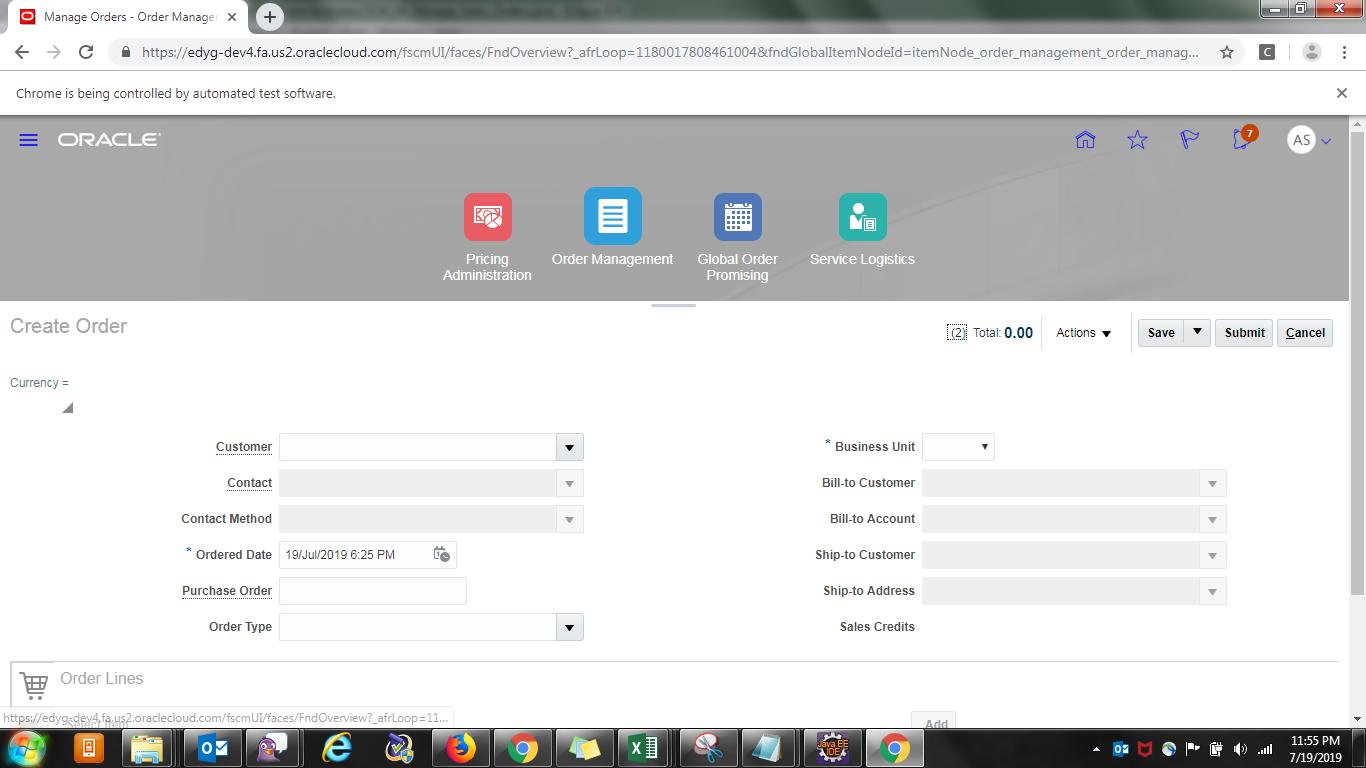 Manage Orders - Order Manager
https://edyg-dev4.fa.us2.oraclecloud.com/fscmUI/faces/FndOverview?_afrLoop=1180017808461004&fndGlobalItemNodeId=itemNode_order_management_order_manag...
C
Chrome is being controlled by automated test software.
ORACLE
7
AS
Pricing Administration
Order Management
Global Order Promising
Service Logistics
Create Order
(2) Total: 0.00
Actions
Save
Submit
Cancel
Currency =
Customer
Contact
Contact Method
* Ordered Date 19/Jul/2019 6:25 PM
Purchase Order
Order Type
* Business Unit
Bill-to Customer
Bill-to Account
Ship-to Customer
Ship-to Address
Sales Credits
Order Lines
https://edyg-dev4.fa.us2.oraclecloud.com/fscmUI/faces/FndOverview?_afrLoop=11...
Select Item
Add
Java EE
IDE
11:55 PM
7/19/2019